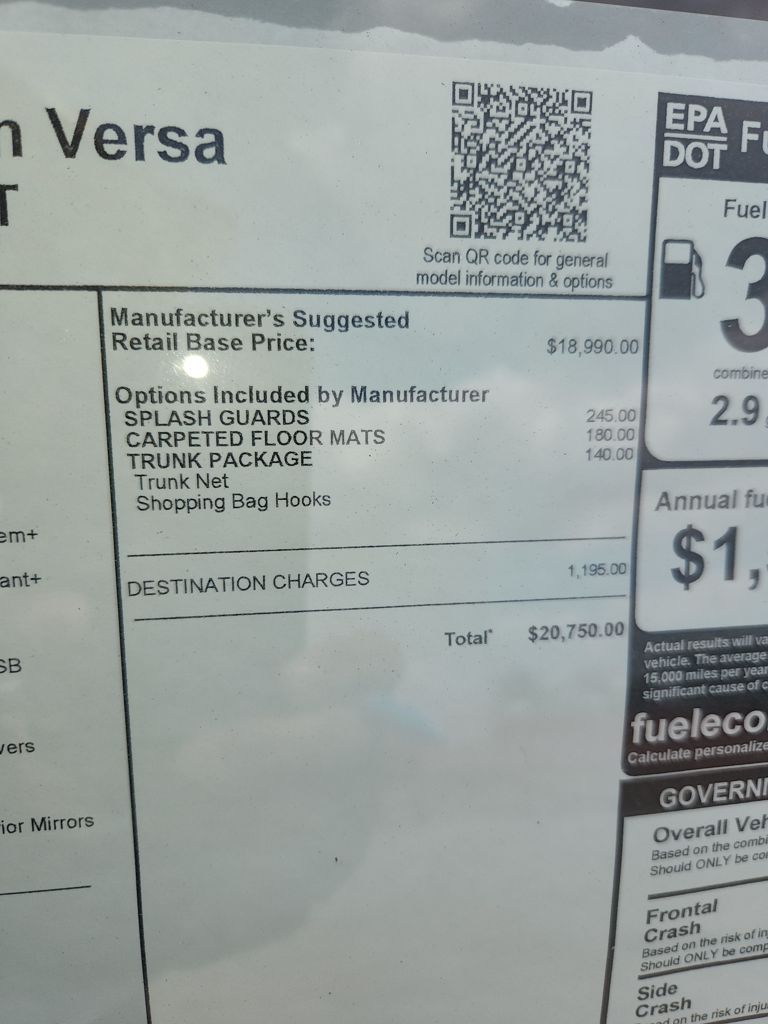 Versa
T
Scan QR code for general
model information & options
Manufacturer's Suggested
Retail Base Price: $18,990.00
Options Included by Manufacturer
SPLASH GUARDS 245.00
CARPETED FLOOR MATS 180.00
TRUNK PACKAGE 140.00
Trunk Net
Shopping Bag Hooks
DESTINATION CHARGES 1,195.00
Total* $20,750.00
em+
ant+
SB
vers
ior Mirrors
EPA
DOT
Fuel
3
combine
2.9
Annual fu
$1,
Actual results will va
vehicle. The average
15,000 miles per year
significant cause of c
fueleco
Calculate personalize
GOVERN
Overall Veh
Based on the combi
Should ONLY be co
Frontal
Crash
Based on the risk of in
Should ONLY be comp
Side
Crash
on the risk of inju